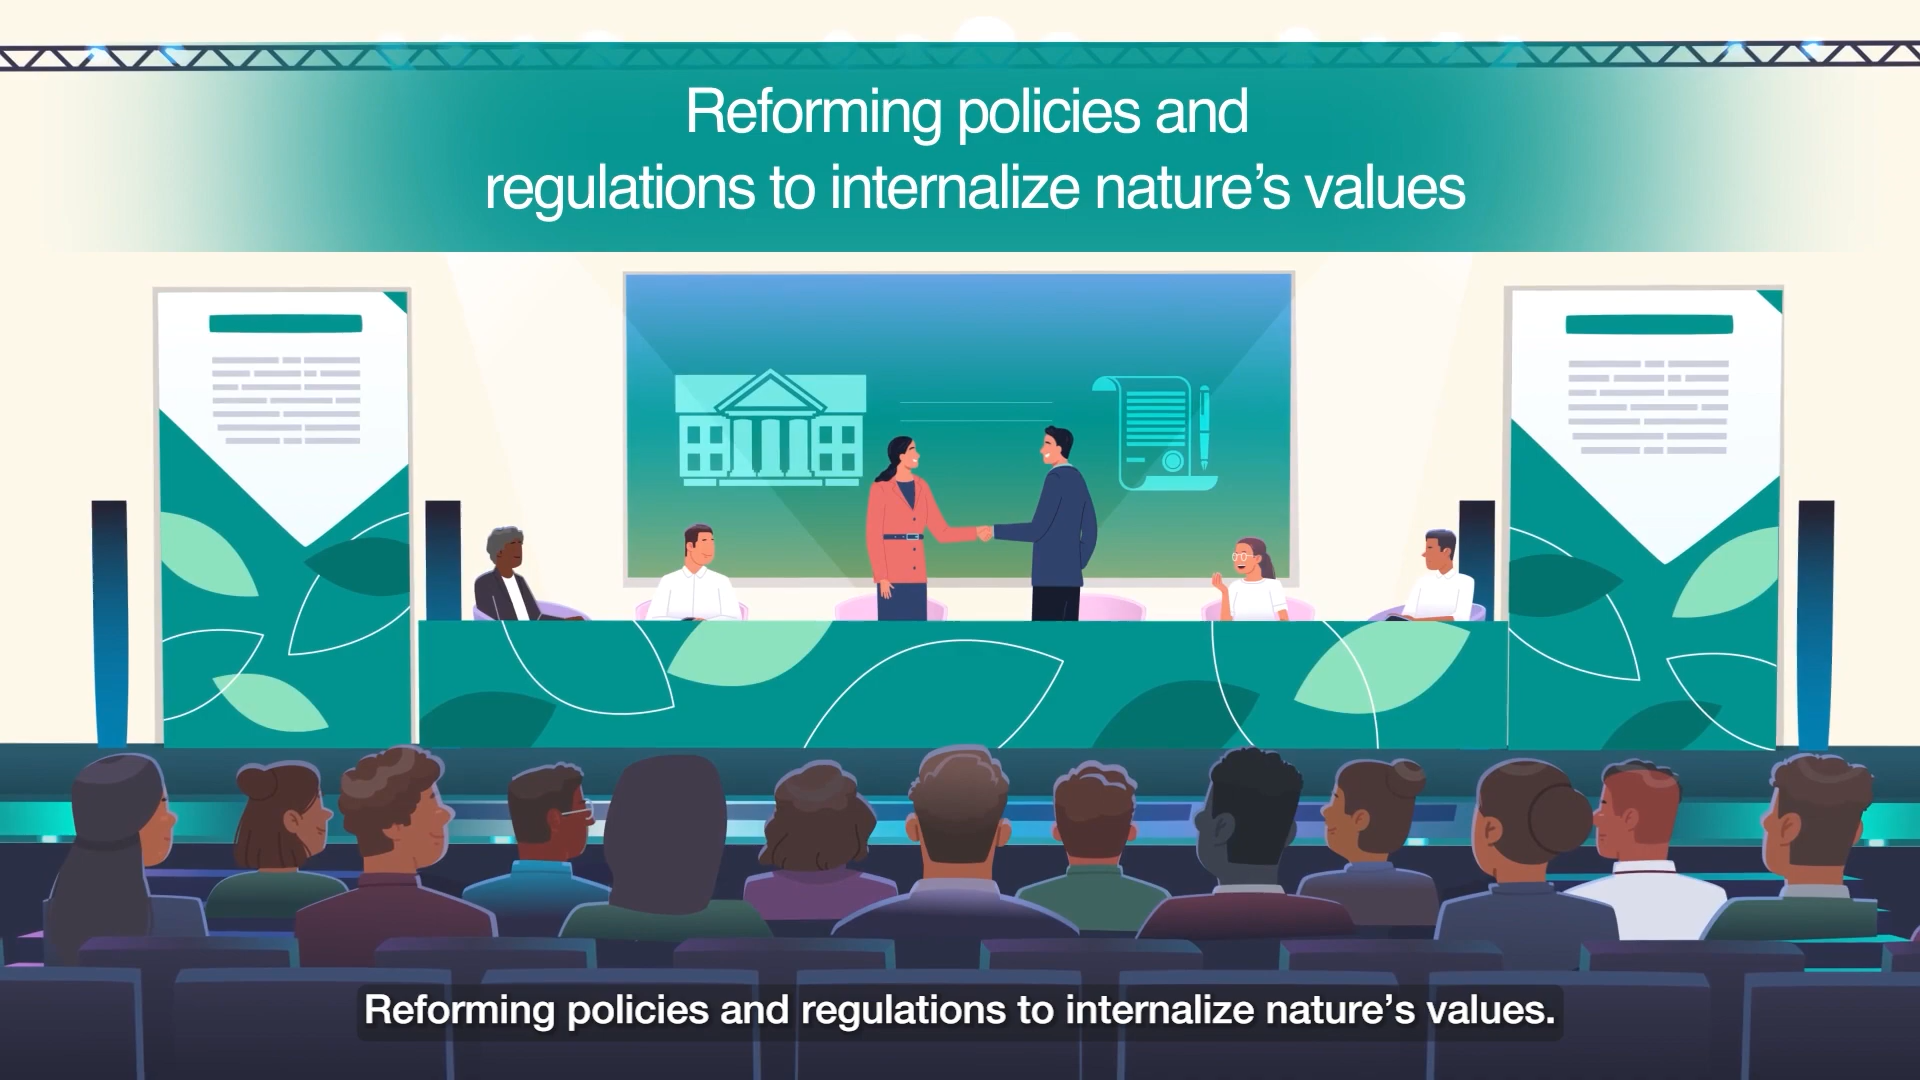 Reforming policies and
regulations to internalize nature’s values
Reforming policies and regulations to internalize nature’s values.